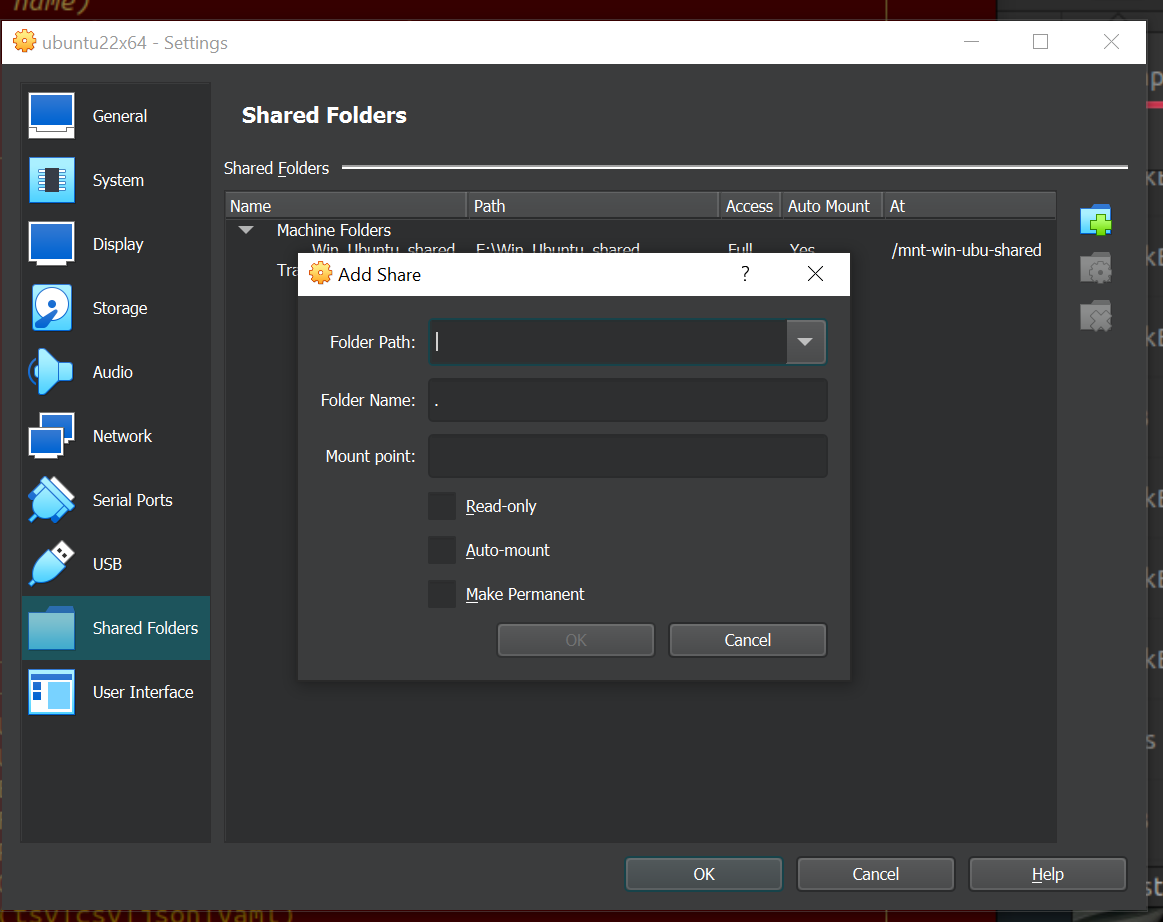 name)
ubuntu22x64 - Settings
General
System
Display
Storage
Audio
Network
Serial Ports
USB
Shared Folders
User Interface
Shared Folders
Shared Folders
Name Path Access Auto Mount At
Machine Folders
Win_Ubuntu_shared E:\Win_Ubuntu_shared Full Yes /mnt-win-ubu-shared
Add Share
?
Folder Path:
Folder Name: .
Mount point:
Read-only
Auto-mount
Make Permanent
OK Cancel
OK Cancel Help